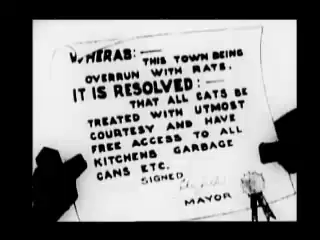 WHERAS:—
THIS TOWN BEING
OVERRUN WITH RATS.
IT IS RESOLVED:—
THAT ALL CATS BE
TREATED WITH UTMOST
COURTESY AND HAVE
FREE ACCESS TO ALL
KITCHENS GARBAGE
CANS ETC.
SIGNED
MAYOR